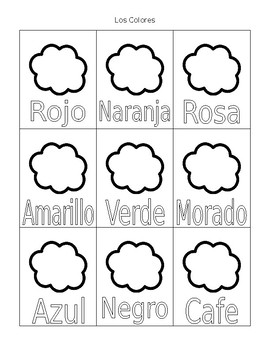 Los Colores
Rojo Naranja Rosa
Amarillo Verde Morado
Azul Negro Cafe